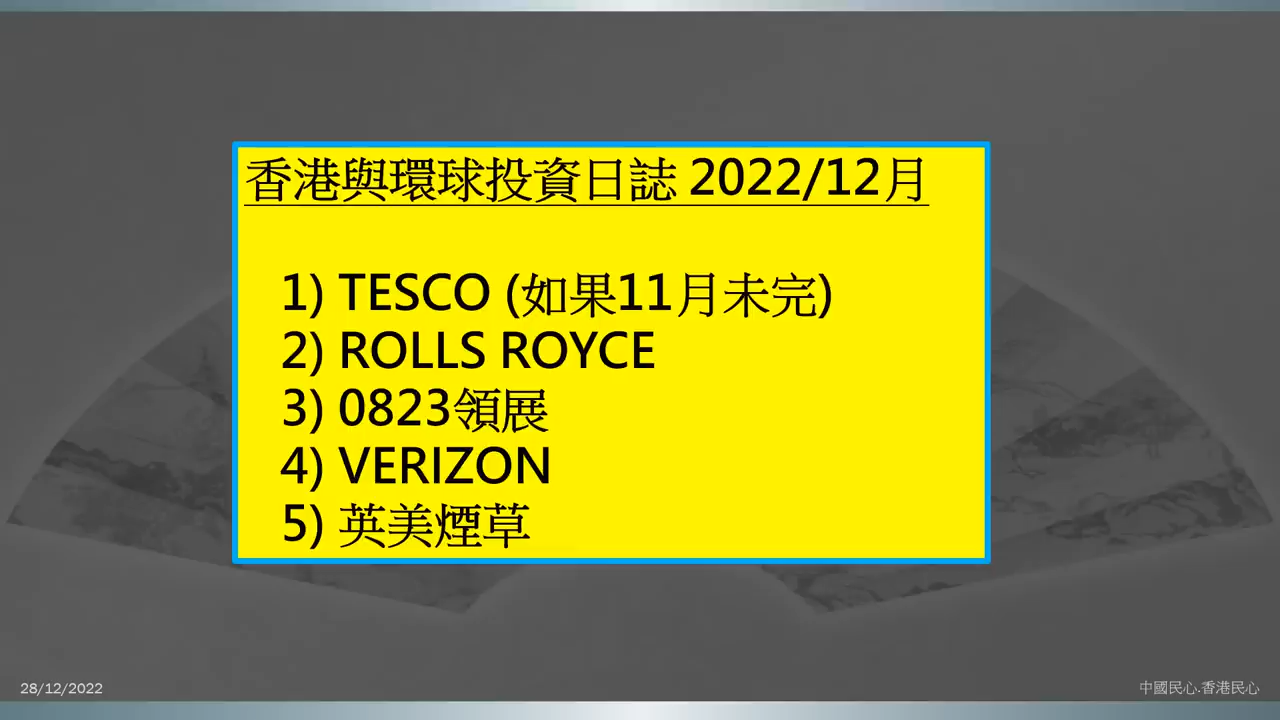 香港與環球投資日誌 2022/12月
1) TESCO (如果11月未完)
2) ROLLS ROYCE
3) 0823領展
4) VERIZON
5) 英美煙草
28/12/2022
中國民心.香港民心